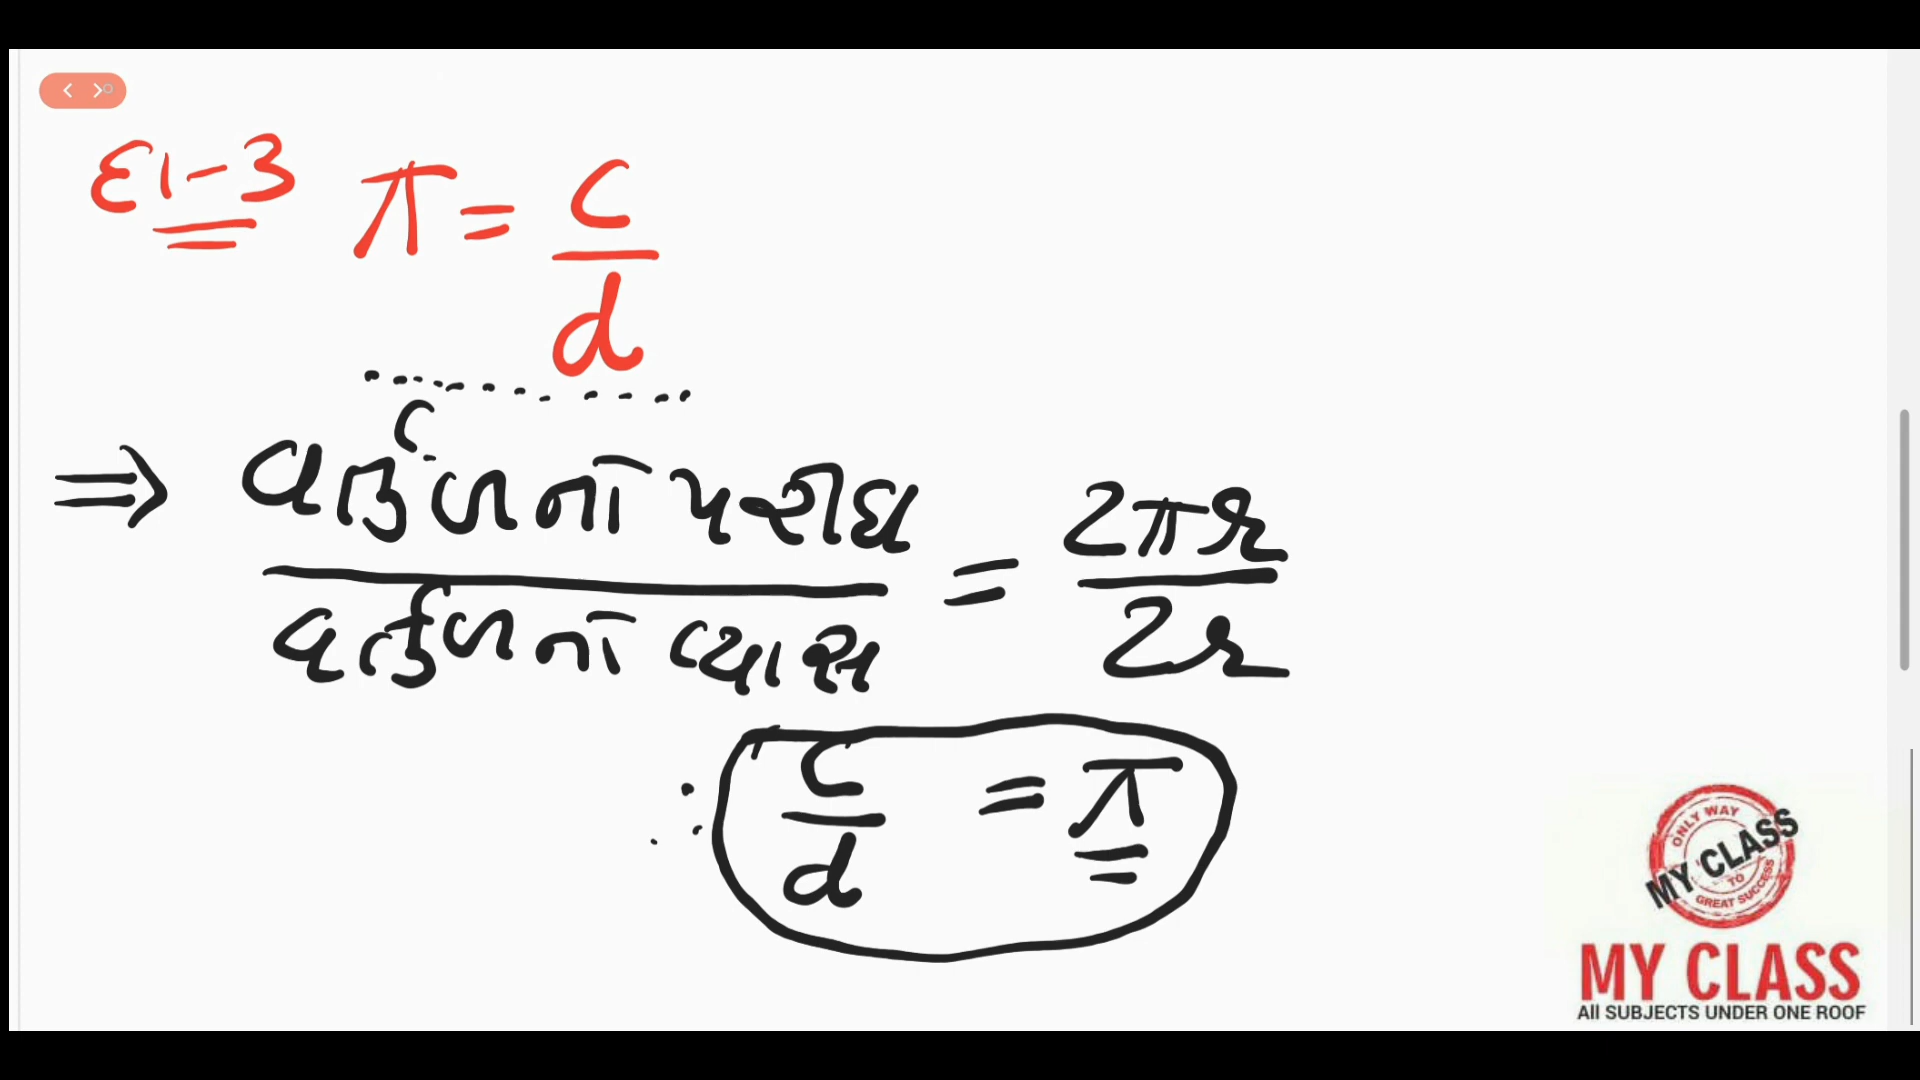 દા-3 π = c/d
⇒ વર્તુળનો પરીઘ / વર્તુળનો વ્યાસ = 2πr / 2r
∴ c/d = π
ONLY WAY
MY CLASS
TO
GREAT SUCCESS
MY CLASS
All SUBJECTS UNDER ONE ROOF